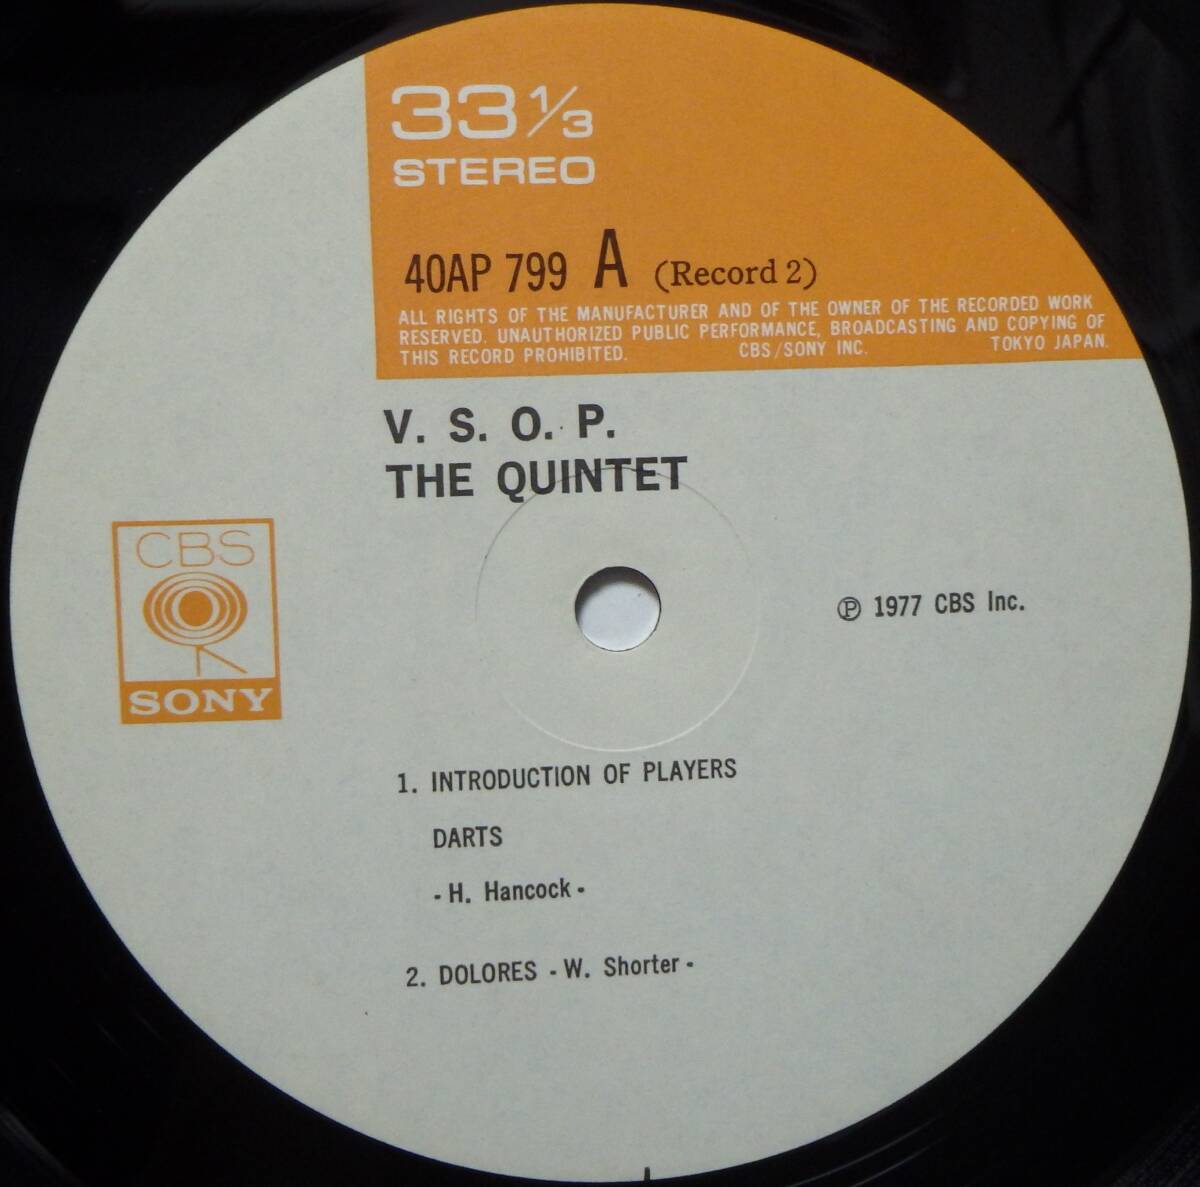 33 1/3
STEREO
40AP 799 A (Record 2)
ALL RIGHTS OF THE MANUFACTURER AND OF THE OWNER OF THE RECORDED WORK
RESERVED. UNAUTHORIZED PUBLIC PERFORMANCE, BROADCASTING AND COPYING OF
THIS RECORD PROHIBITED. CBS/SONY INC. TOKYO JAPAN.
V. S. O. P.
THE QUINTET
CBS
SONY
℗ 1977 CBS Inc.
1. INTRODUCTION OF PLAYERS
DARTS
- H. Hancock -
2. DOLORES - W. Shorter -